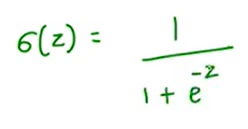 σ(z) = 1 / (1 + e^-z)